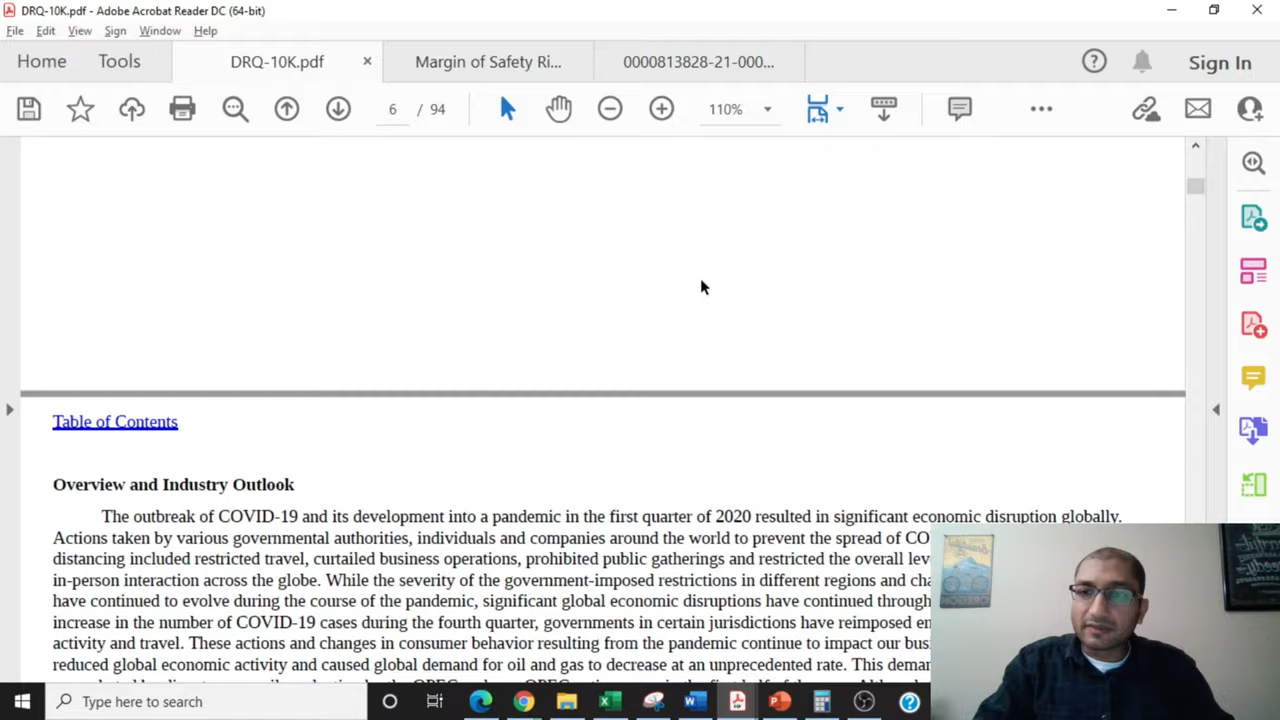 DRQ-10K.pdf - Adobe Acrobat Reader DC (64-bit)
File Edit View Sign Window Help
Home Tools DRQ-10K.pdf × Margin of Safety Ri... 0000813828-21-000... Sign In
6 / 94 110%
Table of Contents
Overview and Industry Outlook
The outbreak of COVID-19 and its development into a pandemic in the first quarter of 2020 resulted in significant economic disruption globally.
Actions taken by various governmental authorities, individuals and companies around the world to prevent the spread of CO
distancing included restricted travel, curtailed business operations, prohibited public gatherings and restricted the overall lev
in-person interaction across the globe. While the severity of the government-imposed restrictions in different regions and cha
have continued to evolve during the course of the pandemic, significant global economic disruptions have continued through
increase in the number of COVID-19 cases during the fourth quarter, governments in certain jurisdictions have reimposed en
activity and travel. These actions and changes in consumer behavior resulting from the pandemic continue to impact our bus
reduced global economic activity and caused global demand for oil and gas to decrease at an unprecedented rate. This deman
Type here to search